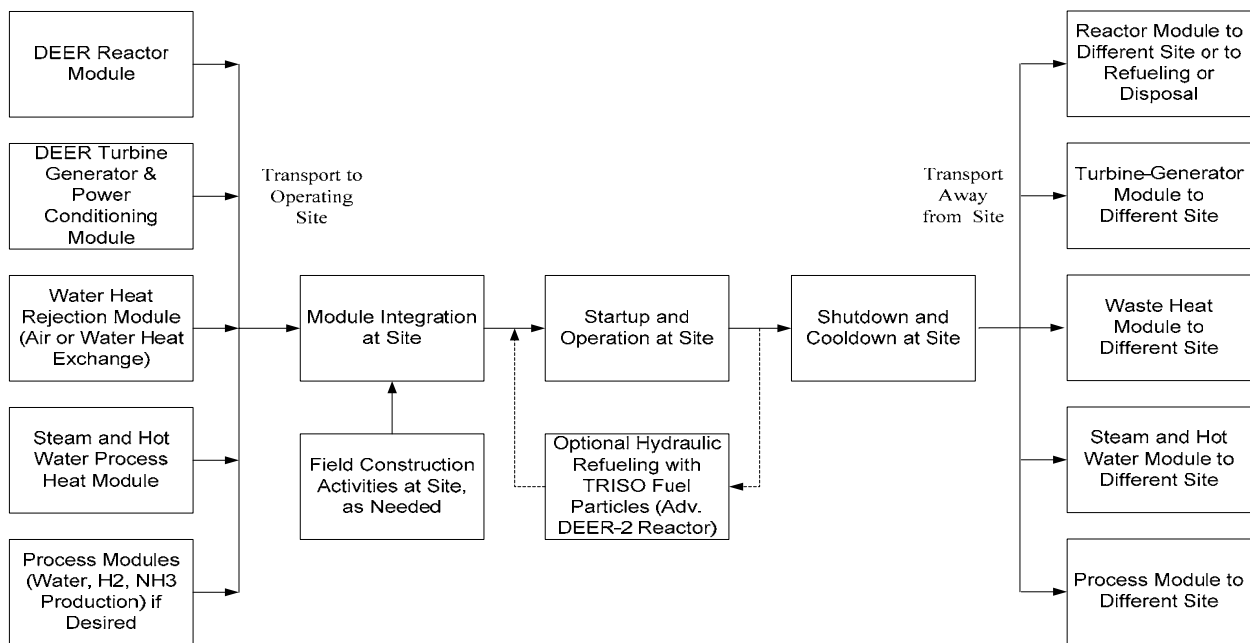 DEER Reactor
Module
DEER Turbine
Generator &
Power
Conditioning
Module
Water Heat
Rejection Module
(Air or Water Heat
Exchange)
Steam and Hot
Water Process
Heat Module
Process Modules
(Water, H2, NH3
Production) if
Desired
Transport to
Operating
Site
Module Integration
at Site
Field Construction
Activities at Site,
as Needed
Startup and
Operation at Site
Optional Hydraulic
Refueling with
TRISO Fuel
Particles (Adv.
DEER-2 Reactor)
Shutdown and
Cooldown at Site
Transport
Away
from Site
Reactor Module to
Different Site or to
Refueling or
Disposal
Turbine-Generator
Module to
Different Site
Waste Heat
Module to
Different Site
Steam and Hot
Water Module to
Different Site
Process Module to
Different Site